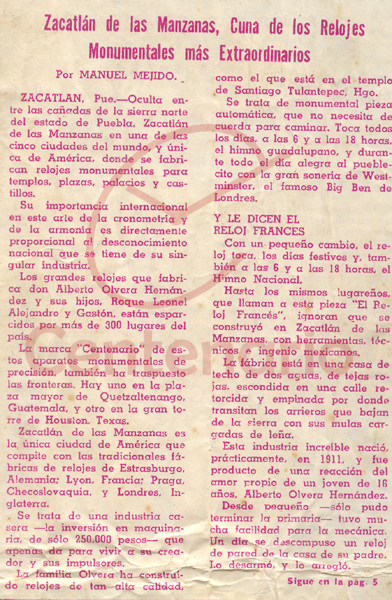 Zacatlán de las Manzanas, Cuna de los Relojes
Monumentales más Extraordinarios
Por MANUEL MEJIDO.
ZACATLAN, Pue.—Oculta en-
tre las cañadas de la sierra norte
del estado de Puebla, Zacatlán
de las Manzanas en una de las
cinco ciudades del mundo, y úni-
ca de América, donde se fabri-
can relojes monumentales para
templos, plazas, palacios y cas-
tillos.
Su importancia internacional
en este arte de la cronometría y
de la armonía es directamente
proporcional al desconocimiento
nacional que se tiene de su sin-
gular industria.
Los grandes relojes que fabri-
can don Alberto Olvera Hernán-
dez y sus hijos, Roque Leonel
Alejandro y Gastón, están espar-
cidos por más de 300 lugares del
país.
La marca "Centenario" de es-
tos aparatos monumentales de
precisión, también ha traspuesto
las fronteras. Hay uno en la pla-
za mayor de Quetzaltenango,
Guatemala, y otro en la gran to-
rre de Houston, Texas.
Zacatlán de las Manzanas es
la única ciudad de América que
compite con las tradicionales fá-
bricas de relojes de Estrasburgo,
Alemania; Lyon, Francia; Praga,
Checoslovaquia, y Londres, In-
glaterra.
Se trata de una industria ca-
sera —la inversión en maquina-
ria, de sólo 250,000 pesos— que
apenas da para vivir a su crea-
dor y sus impulsores.
La familia Olvera ha construí-
do relojes de tan alta calidad,
como el que está en el templo
de Santiago Tulantepec, Hgo.
Se trata de monumental pieza
automática, que no necesita de
cuerda para caminar. Toca todos
los días, a las 6 y a las 18 horas,
el himno guadalupano, y duran-
te todo el día alegra al pueble-
cito con la gran sonería de West-
minster, el famoso Big Ben de
Londres.
Y LE DICEN EL
RELOJ FRANCES
Con un pequeño cambio, el re-
loj toca, los días festivos y, tam-
bién a las 6 y a las 18 horas, el
Himno Nacional.
Hasta los mismos lugareños,
que llaman a esta pieza "El Re-
loj Francés", ignoran que se
construyó en Zacatlán de las
Manzanas, con herramientas, téc-
nicos e ingenio mexicanos.
La fábrica está en una casa de
techo de dos aguas, de tejas ro-
jas, escondida en una calle re-
torcida y empinada por donde
transitan los arrieros que bajan
de la sierra con sus mulas car-
gadas de leña.
Esta industria increíble nació,
prácticamente, en 1911, y fue
producto de una reacción del
amor propio de un joven de 16
años, Alberto Olvera Hernández.
Desde pequeño —sólo pudo
terminar la primaria— tuvo mu-
cha facilidad para la mecánica.
Un día se descompuso un reloj
de pared de la casa de su padre.
Lo desarmó, y lo arregló.
Sigue en la pág. 5
Centenario